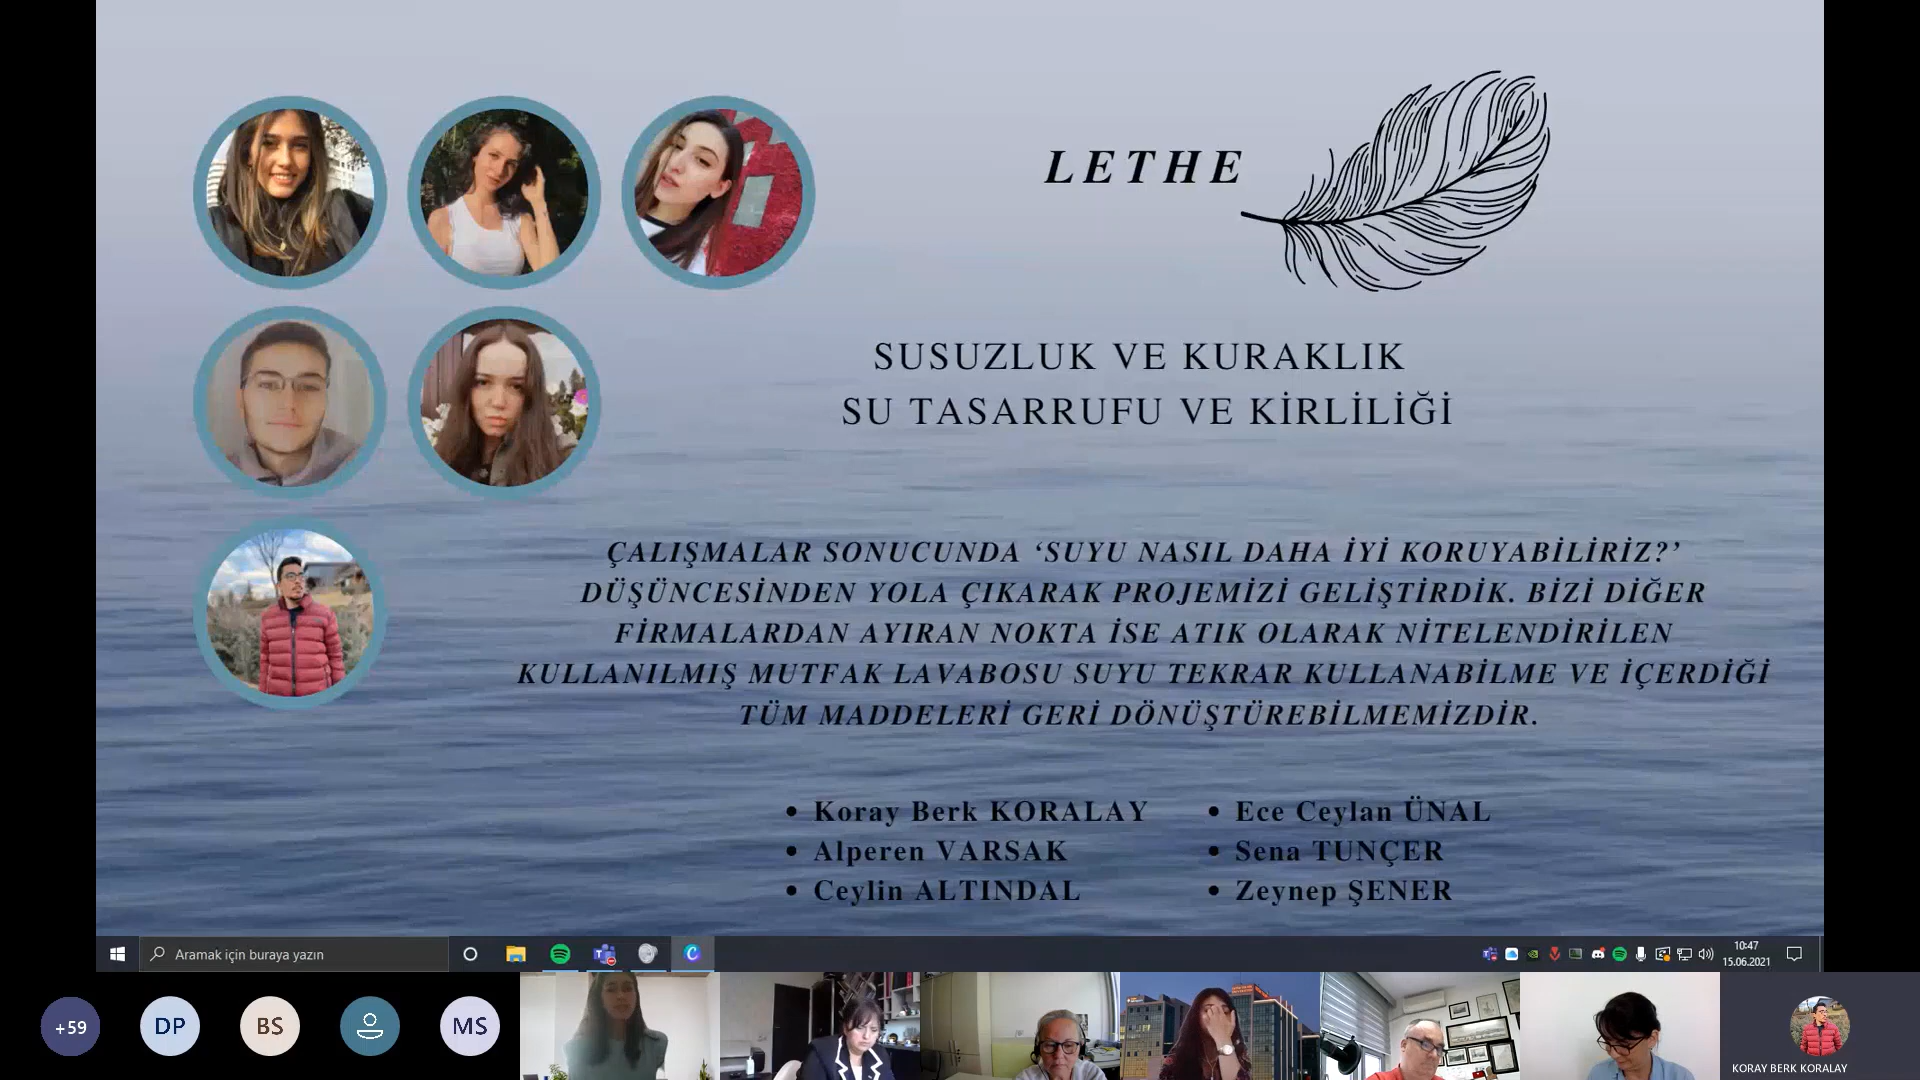 LETHE
SUSUZLUK VE KURAKLIK
SU TASARRUFU VE KİRLİLİĞİ
ÇALIŞMALAR SONUCUNDA ‘SUYU NASIL DAHA İYİ KORUYABİLİRİZ?’
DÜŞÜNCESİNDEN YOLA ÇIKARAK PROJEMİZİ GELİŞTİRDİK. BİZİ DİĞER
FİRMALARDAN AYIRAN NOKTA İSE ATIK OLARAK NİTELENDİRİLEN
KULLANILMIŞ MUTFAK LAVABOSU SUYU TEKRAR KULLANABİLME VE İÇERDİĞİ
TÜM MADDELERİ GERİ DÖNÜŞTÜREBİLMEMİZDİR.
• Koray Berk KORALAY
• Alperen VARSAK
• Ceylin ALTINDAL
• Ece Ceylan ÜNAL
• Sena TUNÇER
• Zeynep ŞENER
Aramak için buraya yazın
10:47
15.06.2021
+59
DP
BS
MS
KORAY BERK KORALAY